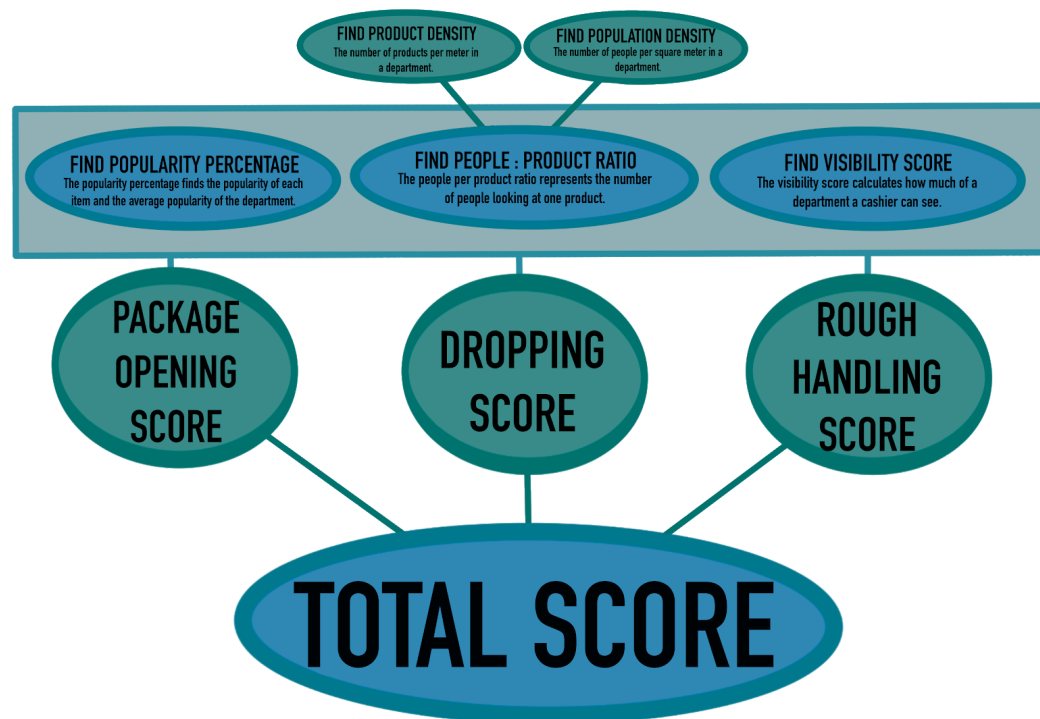 FIND PRODUCT DENSITY
The number of products per meter in
a department.
FIND POPULATION DENSITY
The number of people per square meter in a
department.
FIND POPULARITY PERCENTAGE
The popularity percentage finds the popularity of each
item and the average popularity of the department.
FIND PEOPLE : PRODUCT RATIO
The people per product ratio represents the number
of people looking at one product.
FIND VISIBILITY SCORE
The visibility score calculates how much of a
department a cashier can see.
PACKAGE
OPENING
SCORE
DROPPING
SCORE
ROUGH
HANDLING
SCORE
TOTAL SCORE